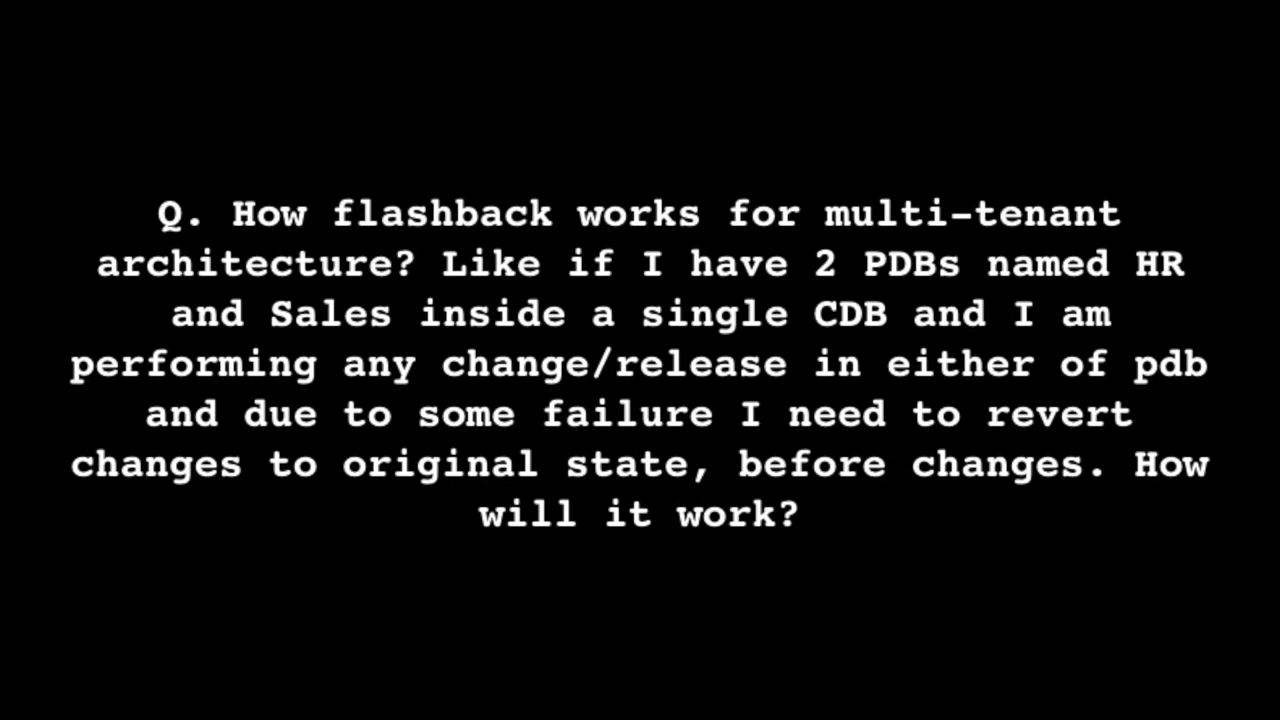 Q. How flashback works for multi-tenant
architecture? Like if I have 2 PDBs named HR
and Sales inside a single CDB and I am
performing any change/release in either of pdb
and due to some failure I need to revert
changes to original state, before changes. How
will it work?